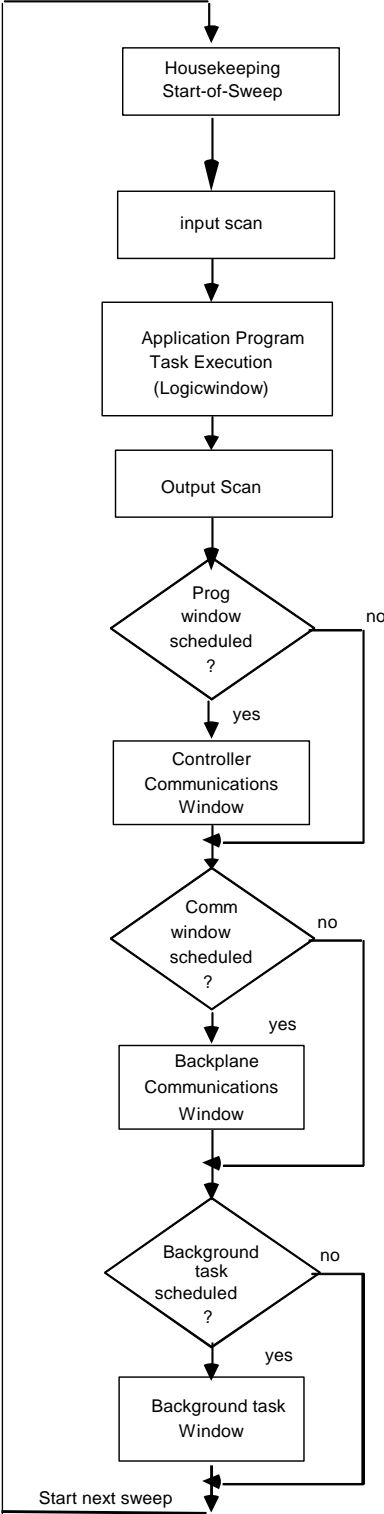 Housekeeping
Start-of-Sweep
input scan
Application Program
Task Execution
(Logicwindow)
Output Scan
Prog
window
scheduled
?
no
yes
Controller
Communications
Window
Comm
window
scheduled
?
no
yes
Backplane
Communications
Window
Background
task
scheduled
?
no
yes
Background task
Window
Start next sweep